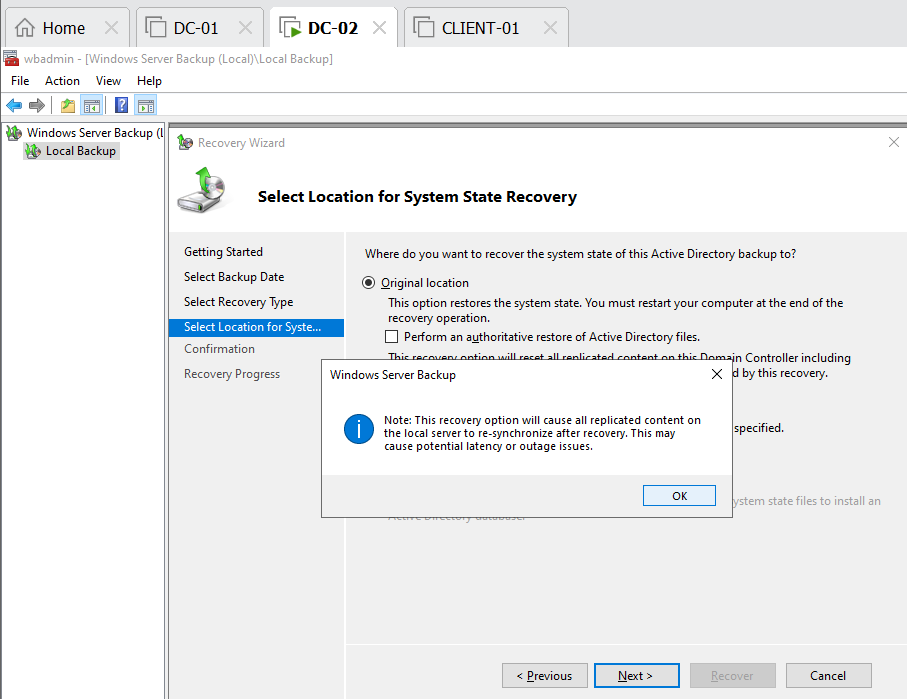 Home
DC-01
DC-02
CLIENT-01
wbadmin - [Windows Server Backup (Local)\Local Backup]
File Action View Help
Windows Server Backup (l
Local Backup
Recovery Wizard
Select Location for System State Recovery
Getting Started
Select Backup Date
Select Recovery Type
Select Location for Syste...
Confirmation
Recovery Progress
Where do you want to recover the system state of this Active Directory backup to?
Original location
This option restores the system state. You must restart your computer at the end of the
recovery operation.
Perform an authoritative restore of Active Directory files.
This recovery option will reset all replicated content on this Domain Controller including
d by this recovery.
specified.
ystem state files to install an
Active Directory database.
Windows Server Backup
Note: This recovery option will cause all replicated content on
the local server to re-synchronize after recovery. This may
cause potential latency or outage issues.
OK
< Previous
Next >
Recover
Cancel